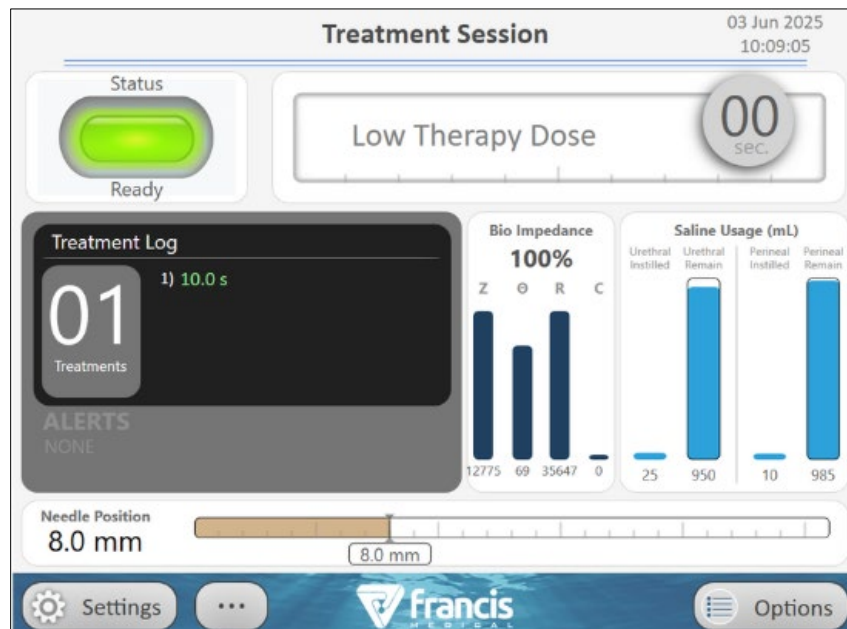 Treatment Session
03 Jun 2025
10:09:05
Status
Ready
Low Therapy Dose
00
sec.
Treatment Log
01
Treatments
1) 10.0 s
ALERTS
NONE
Bio Impedance
100%
Z Θ R C
12775 69 35647 0
Saline Usage (mL)
Urethral Urethral Perineal Perineal
Instilled Remain Instilled Remain
25 950 10 985
Needle Position
8.0 mm
8.0 mm
Settings
...
francis
MEDICAL
Options